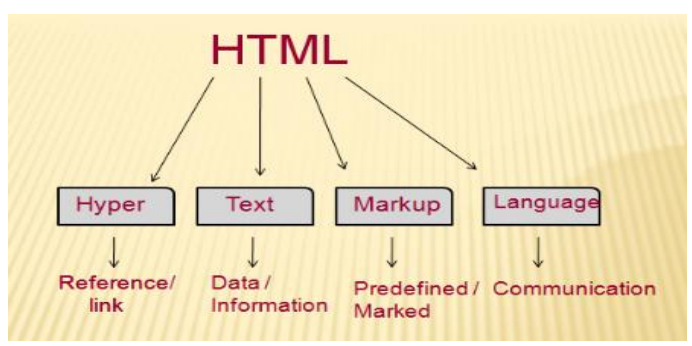 HTML
Hyper Text Markup Language
Reference/ Data / Predefined / Communication
link Information Marked